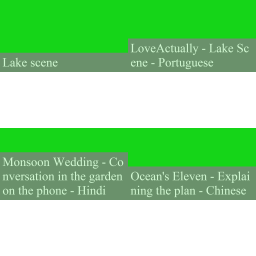 Lake scene
LoveActually - Lake Sc
ene - Portuguese
Monsoon Wedding - Co
nversation in the garden
on the phone - Hindi
Ocean's Eleven - Explai
ning the plan - Chinese